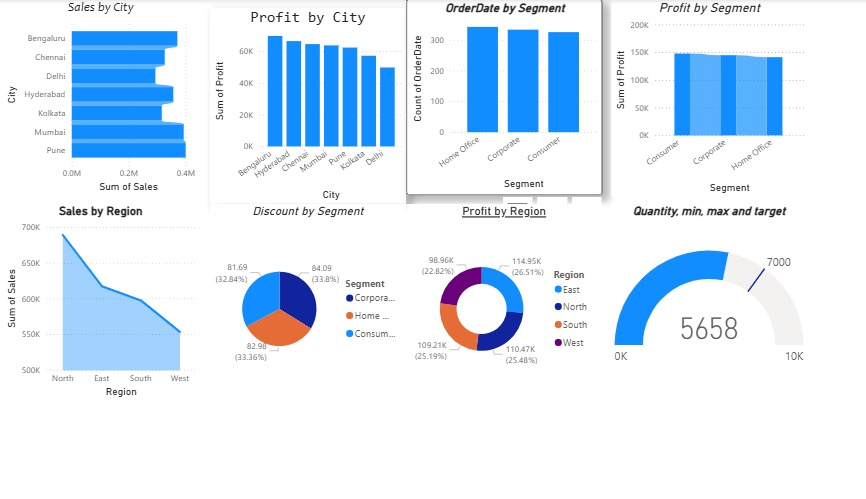 Sales by City
City
Bengaluru
Chennai
Delhi
Hyderabad
Kolkata
Mumbai
Pune
0.0M
0.2M
0.4M
Sum of Sales
Profit by City
Sum of Profit
60K
40K
20K
0K
Bengaluru
Hyderabad
Chennai
Mumbai
Pune
Kolkata
Delhi
City
OrderDate by Segment
Count of OrderDate
300
200
100
0
Home Office
Corporate
Consumer
Segment
Profit by Segment
Sum of Profit
200K
150K
100K
50K
0K
Consumer
Corporate
Home Office
Segment
Sales by Region
Sum of Sales
700K
650K
600K
550K
500K
North
East
South
West
Region
Discount by Segment
81.69
(32.84%)
84.09
(33.8%)
82.98
(33.36%)
Segment
Corpora...
Home ...
Consum...
Profit by Region
98.96K
(22.82%)
114.95K
(26.51%)
109.21K
(25.19%)
110.47K
(25.48%)
Region
East
North
South
West
Quantity, min, max and target
7000
5658
0K
10K